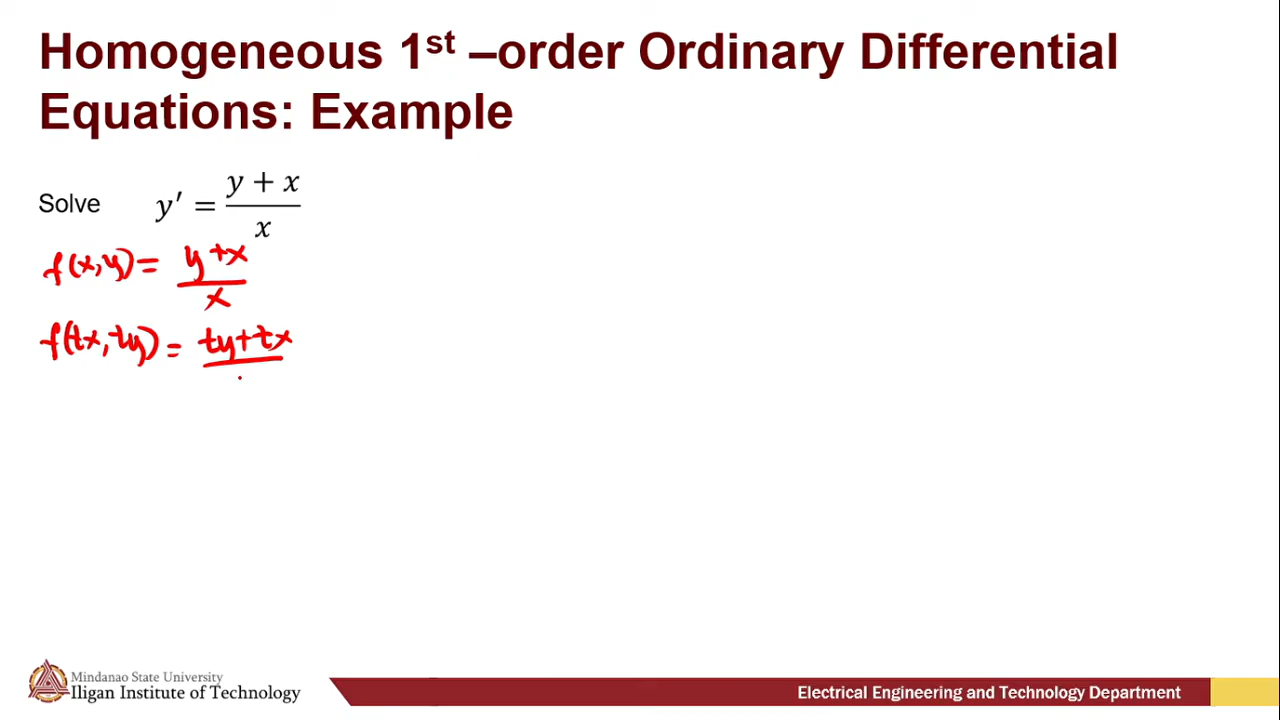 Homogeneous 1st –order Ordinary Differential
Equations: Example
Solve y′ = (y + x)/x
f(x,y) = (y+x)/x
f(tx,ty) = ty+tx
Mindanao State University
Iligan Institute of Technology
Electrical Engineering and Technology Department